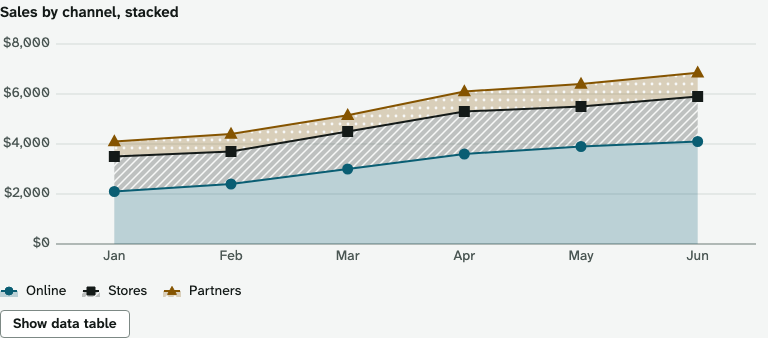 Sales by channel, stacked
$8,000
$6,000
$4,000
$2,000
$0
Jan Feb Mar Apr May Jun
Online Stores Partners
Show data table